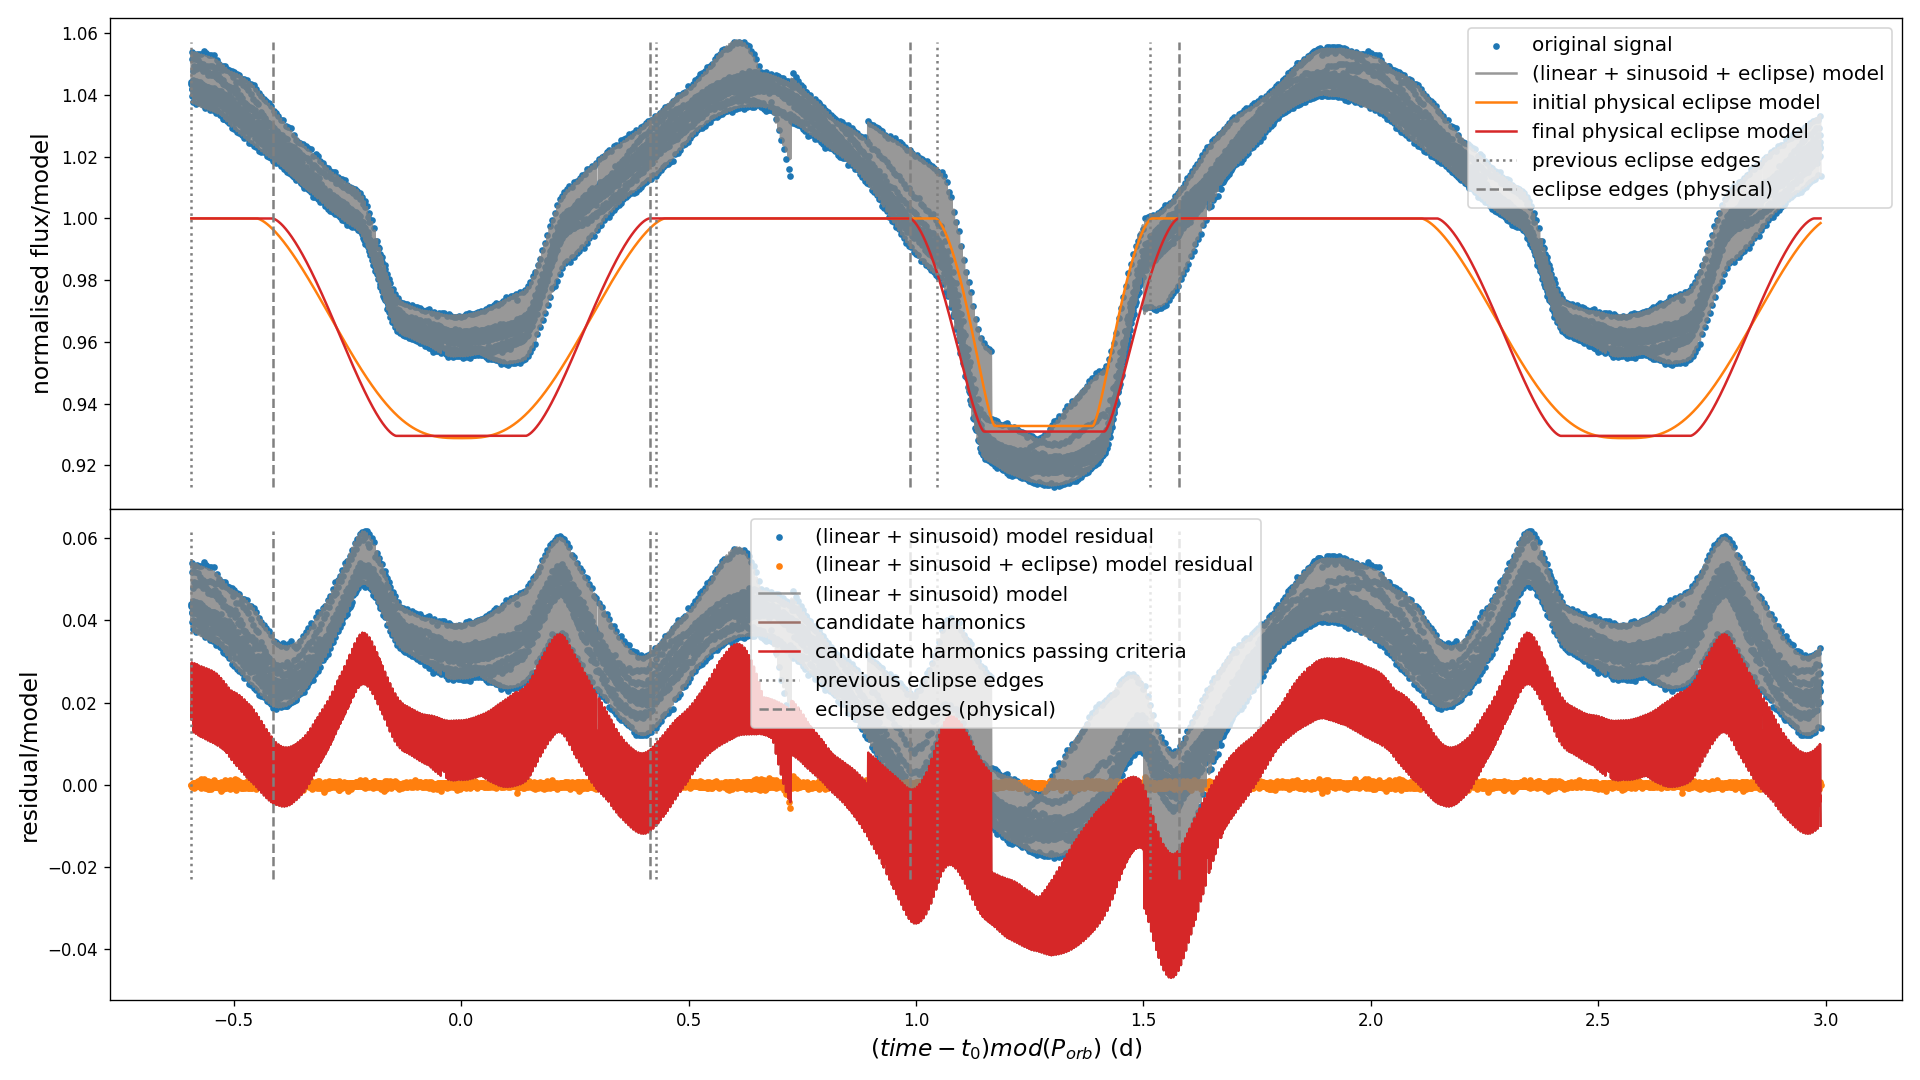 1.06
1.04
1.02
1.00
0.98
0.96
0.94
0.92
normalised flux/model
original signal
(linear + sinusoid + eclipse) model
initial physical eclipse model
final physical eclipse model
previous eclipse edges
eclipse edges (physical)
0.06
0.04
0.02
0.00
−0.02
−0.04
residual/model
(linear + sinusoid) model residual
(linear + sinusoid + eclipse) model residual
(linear + sinusoid) model
candidate harmonics
candidate harmonics passing criteria
previous eclipse edges
eclipse edges (physical)
−0.5 0.0 0.5 1.0 1.5 2.0 2.5 3.0
(time − t₀)mod(P_orb) (d)